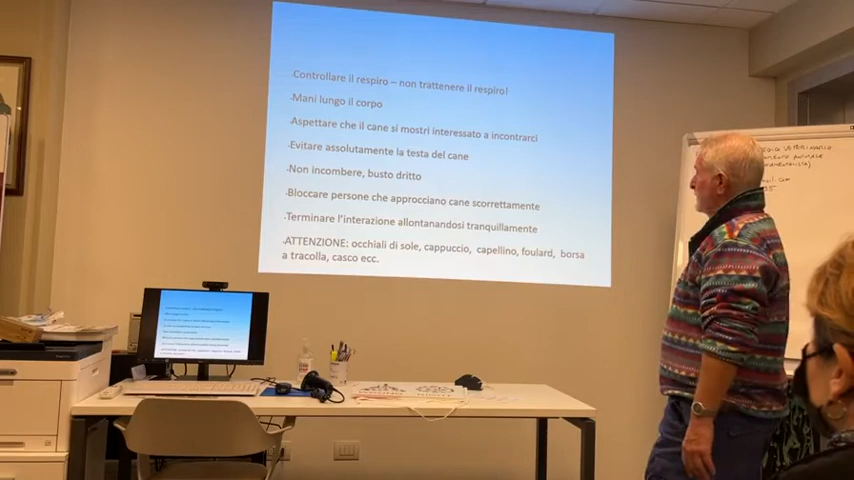 .Controllare il respiro – non trattenere il respiro!
.Mani lungo il corpo
.Aspettare che il cane si mostri interessato a incontrarci
.Evitare assolutamente la testa del cane
.Non incombere, busto dritto
.Bloccare persone che approcciano cane scorrettamente
.Terminare l'interazione allontanandosi tranquillamente
.ATTENZIONE: occhiali di sole, cappuccio, capellino, foulard, borsa
a tracolla, casco ecc.
VETERINARIO